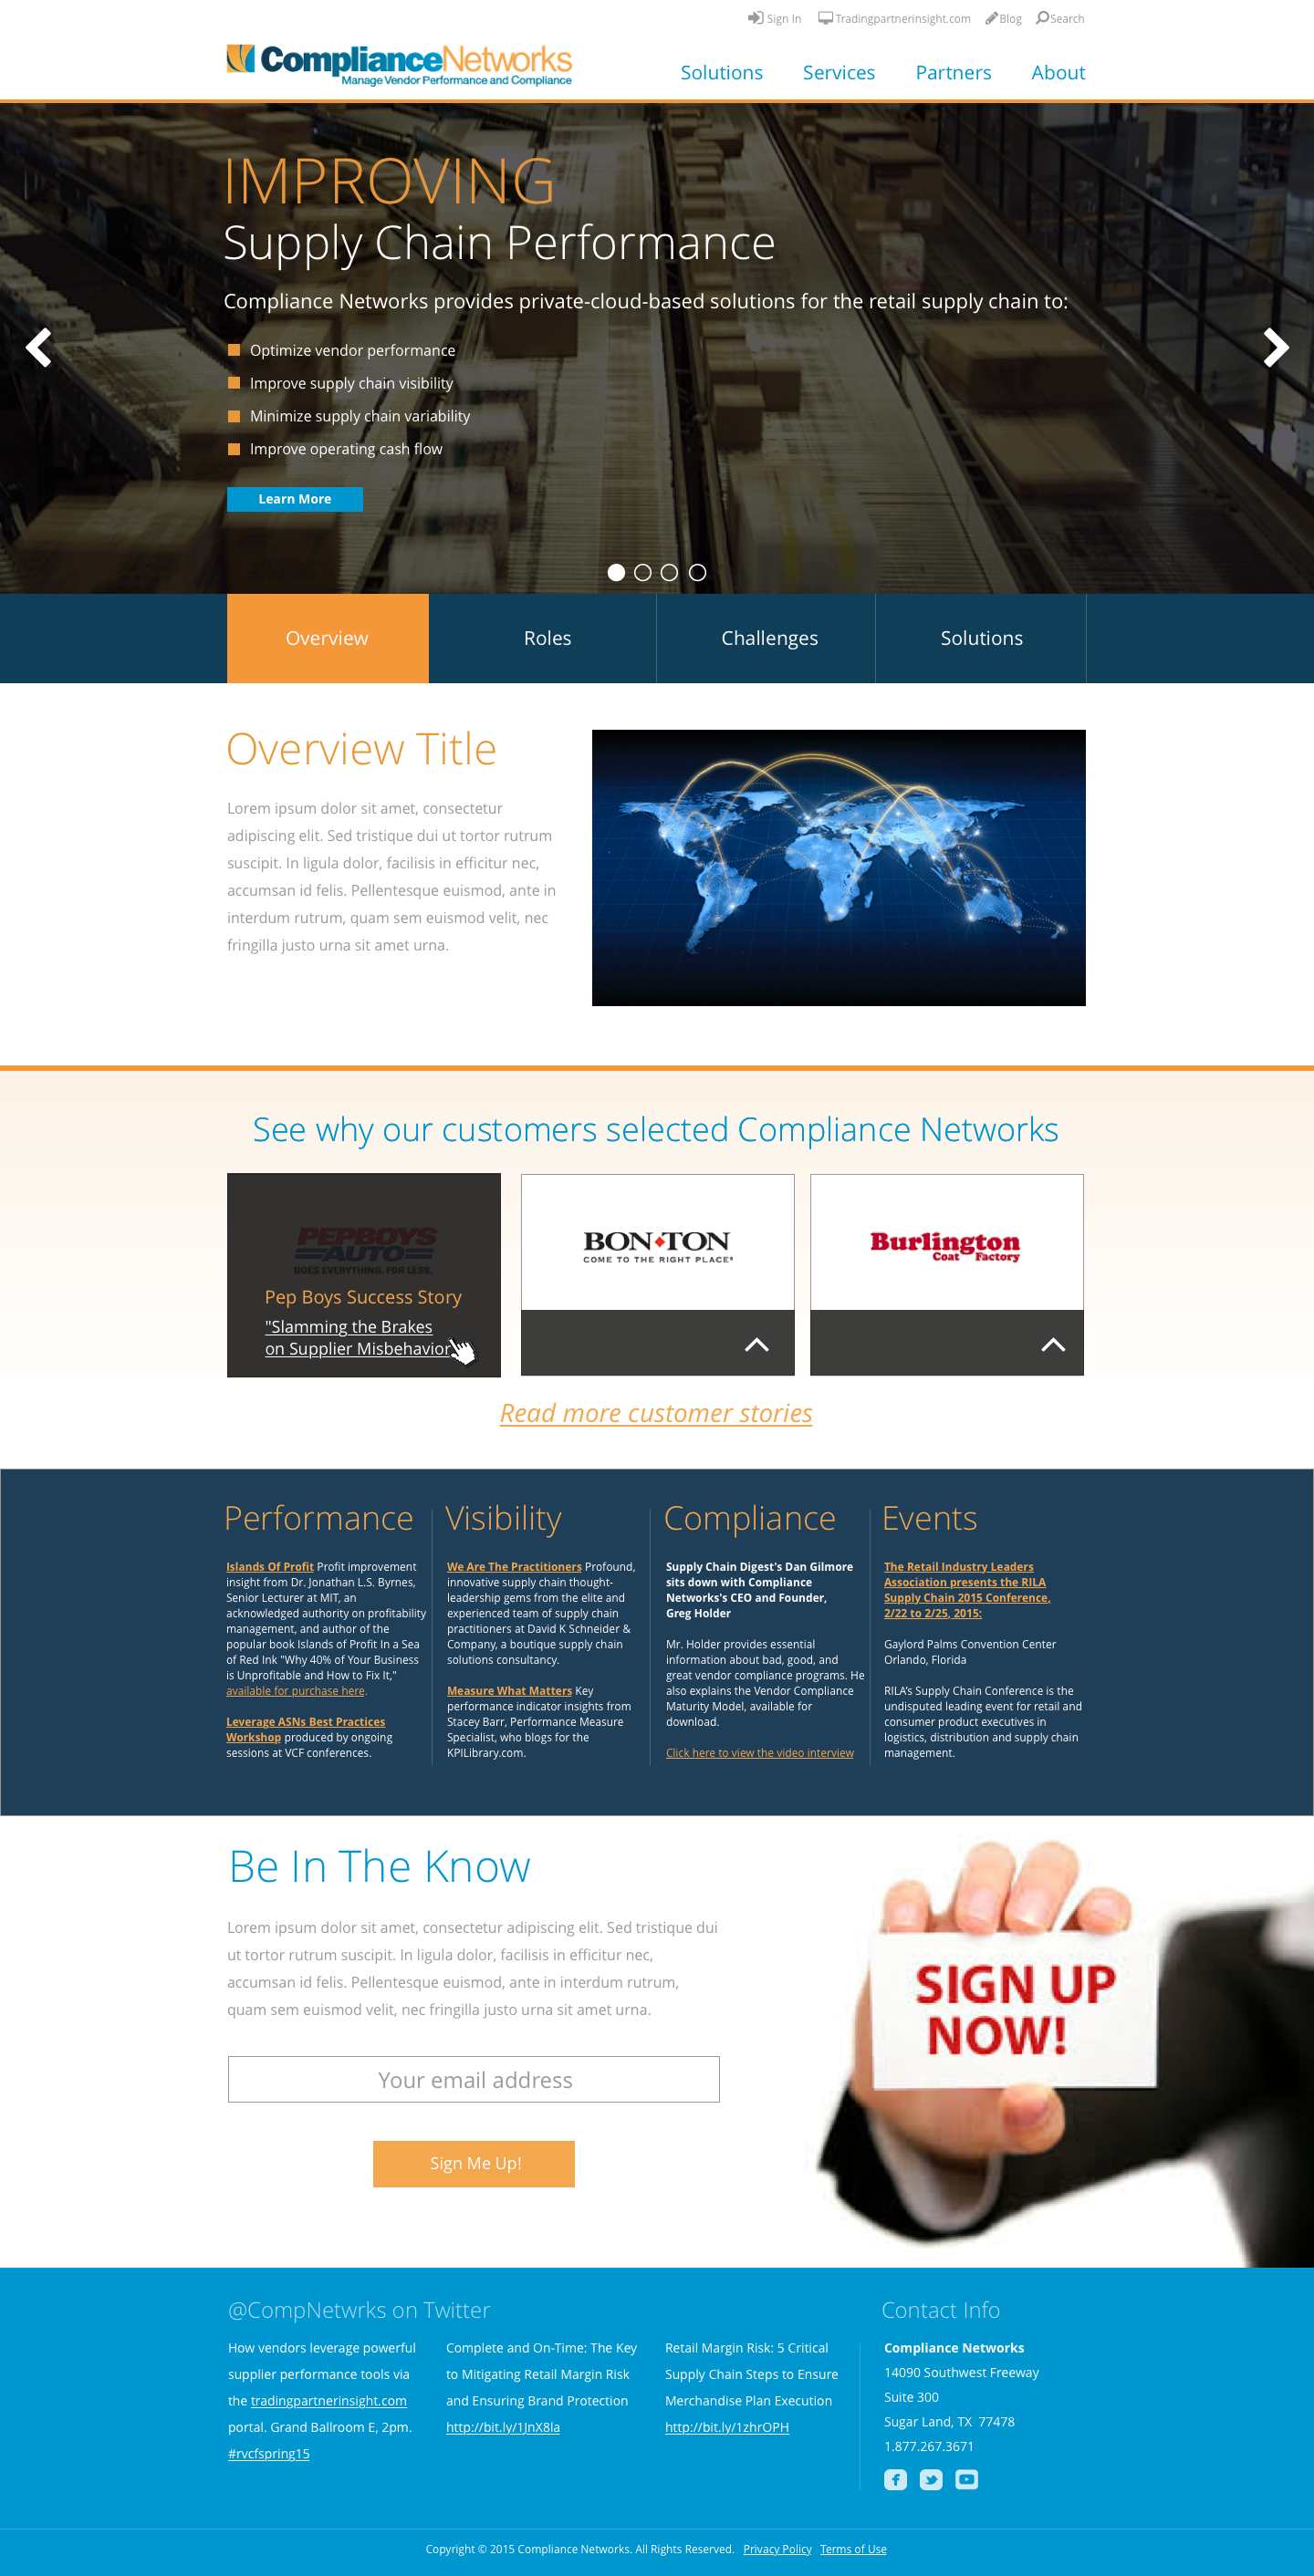 Sign In Tradingpartnerinsight.com Blog Search
ComplianceNetworks
Manage Vendor Performance and Compliance
Solutions Services Partners About
IMPROVING
Supply Chain Performance
Compliance Networks provides private-cloud-based solutions for the retail supply chain to:
Optimize vendor performance
Improve supply chain visibility
Minimize supply chain variability
Improve operating cash flow
Learn More
Overview Roles Challenges Solutions
Overview Title
Lorem ipsum dolor sit amet, consectetur
adipiscing elit. Sed tristique dui ut tortor rutrum
suscipit. In ligula dolor, facilisis in efficitur nec,
accumsan id felis. Pellentesque euismod, ante in
interdum rutrum, quam sem euismod velit, nec
fringilla justo urna sit amet urna.
See why our customers selected Compliance Networks
PEPBOYS
AUTO
DOES EVERYTHING. FOR LESS.
Pep Boys Success Story
"Slamming the Brakes
on Supplier Misbehavior
BON•TON
COME TO THE RIGHT PLACE®
Burlington
Coat Factory
Read more customer stories
Performance
Islands Of Profit Profit improvement
insight from Dr. Jonathan L.S. Byrnes,
Senior Lecturer at MIT, an
acknowledged authority on profitability
management, and author of the
popular book Islands of Profit In a Sea
of Red Ink "Why 40% of Your Business
is Unprofitable and How to Fix It,"
available for purchase here.
Leverage ASNs Best Practices
Workshop produced by ongoing
sessions at VCF conferences.
Visibility
We Are The Practitioners Profound,
innovative supply chain thought-
leadership gems from the elite and
experienced team of supply chain
practitioners at David K Schneider &
Company, a boutique supply chain
solutions consultancy.
Measure What Matters Key
performance indicator insights from
Stacey Barr, Performance Measure
Specialist, who blogs for the
KPILibrary.com.
Compliance
Supply Chain Digest's Dan Gilmore
sits down with Compliance
Networks's CEO and Founder,
Greg Holder
Mr. Holder provides essential
information about bad, good, and
great vendor compliance programs. He
also explains the Vendor Compliance
Maturity Model, available for
download.
Click here to view the video interview
Events
The Retail Industry Leaders
Association presents the RILA
Supply Chain 2015 Conference,
2/22 to 2/25, 2015:
Gaylord Palms Convention Center
Orlando, Florida
RILA's Supply Chain Conference is the
undisputed leading event for retail and
consumer product executives in
logistics, distribution and supply chain
management.
Be In The Know
Lorem ipsum dolor sit amet, consectetur adipiscing elit. Sed tristique dui
ut tortor rutrum suscipit. In ligula dolor, facilisis in efficitur nec,
accumsan id felis. Pellentesque euismod, ante in interdum rutrum,
quam sem euismod velit, nec fringilla justo urna sit amet urna.
Your email address
Sign Me Up!
SIGN UP
NOW!
@CompNetwrks on Twitter
How vendors leverage powerful
supplier performance tools via
the tradingpartnerinsight.com
portal. Grand Ballroom E, 2pm.
#rvcfspring15
Complete and On-Time: The Key
to Mitigating Retail Margin Risk
and Ensuring Brand Protection
http://bit.ly/1JnX8la
Retail Margin Risk: 5 Critical
Supply Chain Steps to Ensure
Merchandise Plan Execution
http://bit.ly/1zhrOPH
Contact Info
Compliance Networks
14090 Southwest Freeway
Suite 300
Sugar Land, TX 77478
1.877.267.3671
Copyright © 2015 Compliance Networks. All Rights Reserved. Privacy Policy Terms of Use